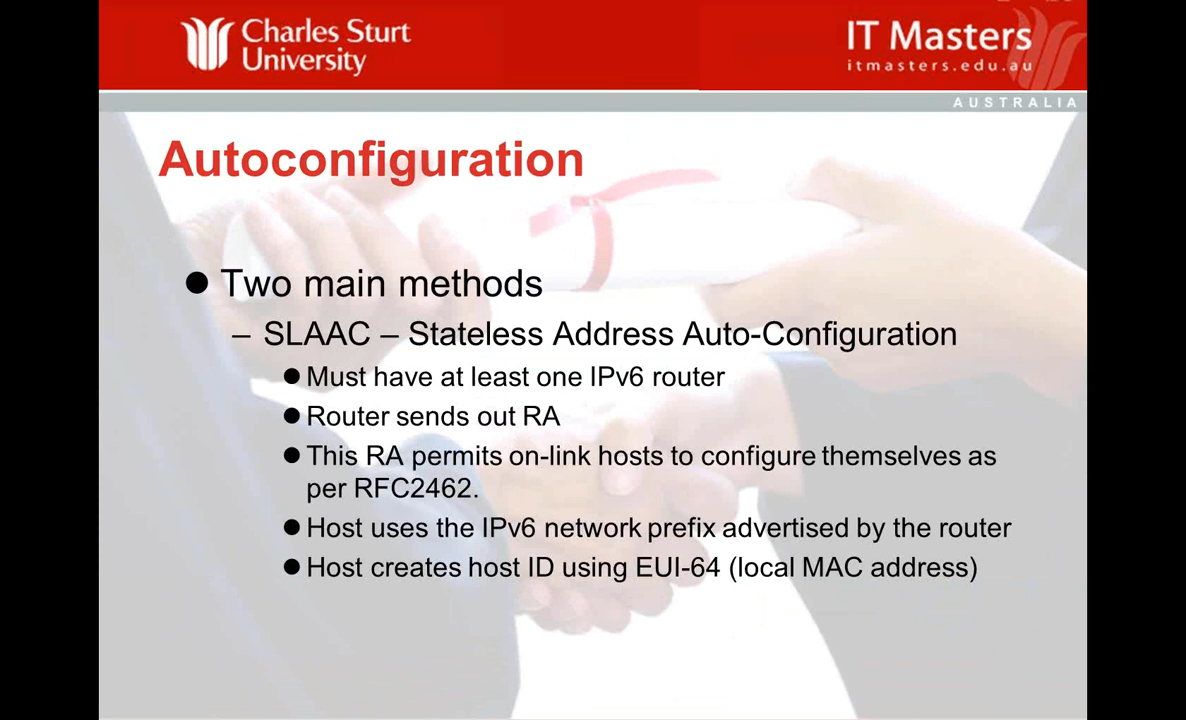 Charles Sturt
University
IT Masters
itmasters.edu.au
AUSTRALIA
Autoconfiguration
● Two main methods
– SLAAC – Stateless Address Auto-Configuration
● Must have at least one IPv6 router
● Router sends out RA
● This RA permits on-link hosts to configure themselves as
per RFC2462.
● Host uses the IPv6 network prefix advertised by the router
● Host creates host ID using EUI-64 (local MAC address)